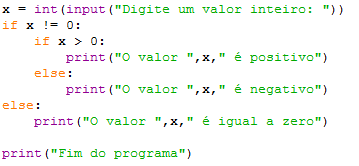 x = int(input("Digite um valor inteiro: "))
if x != 0:
    if x > 0:
        print("O valor ",x," é positivo")
    else:
        print("O valor ",x," é negativo")
else:
    print("O valor ",x," é igual a zero")

print("Fim do programa")